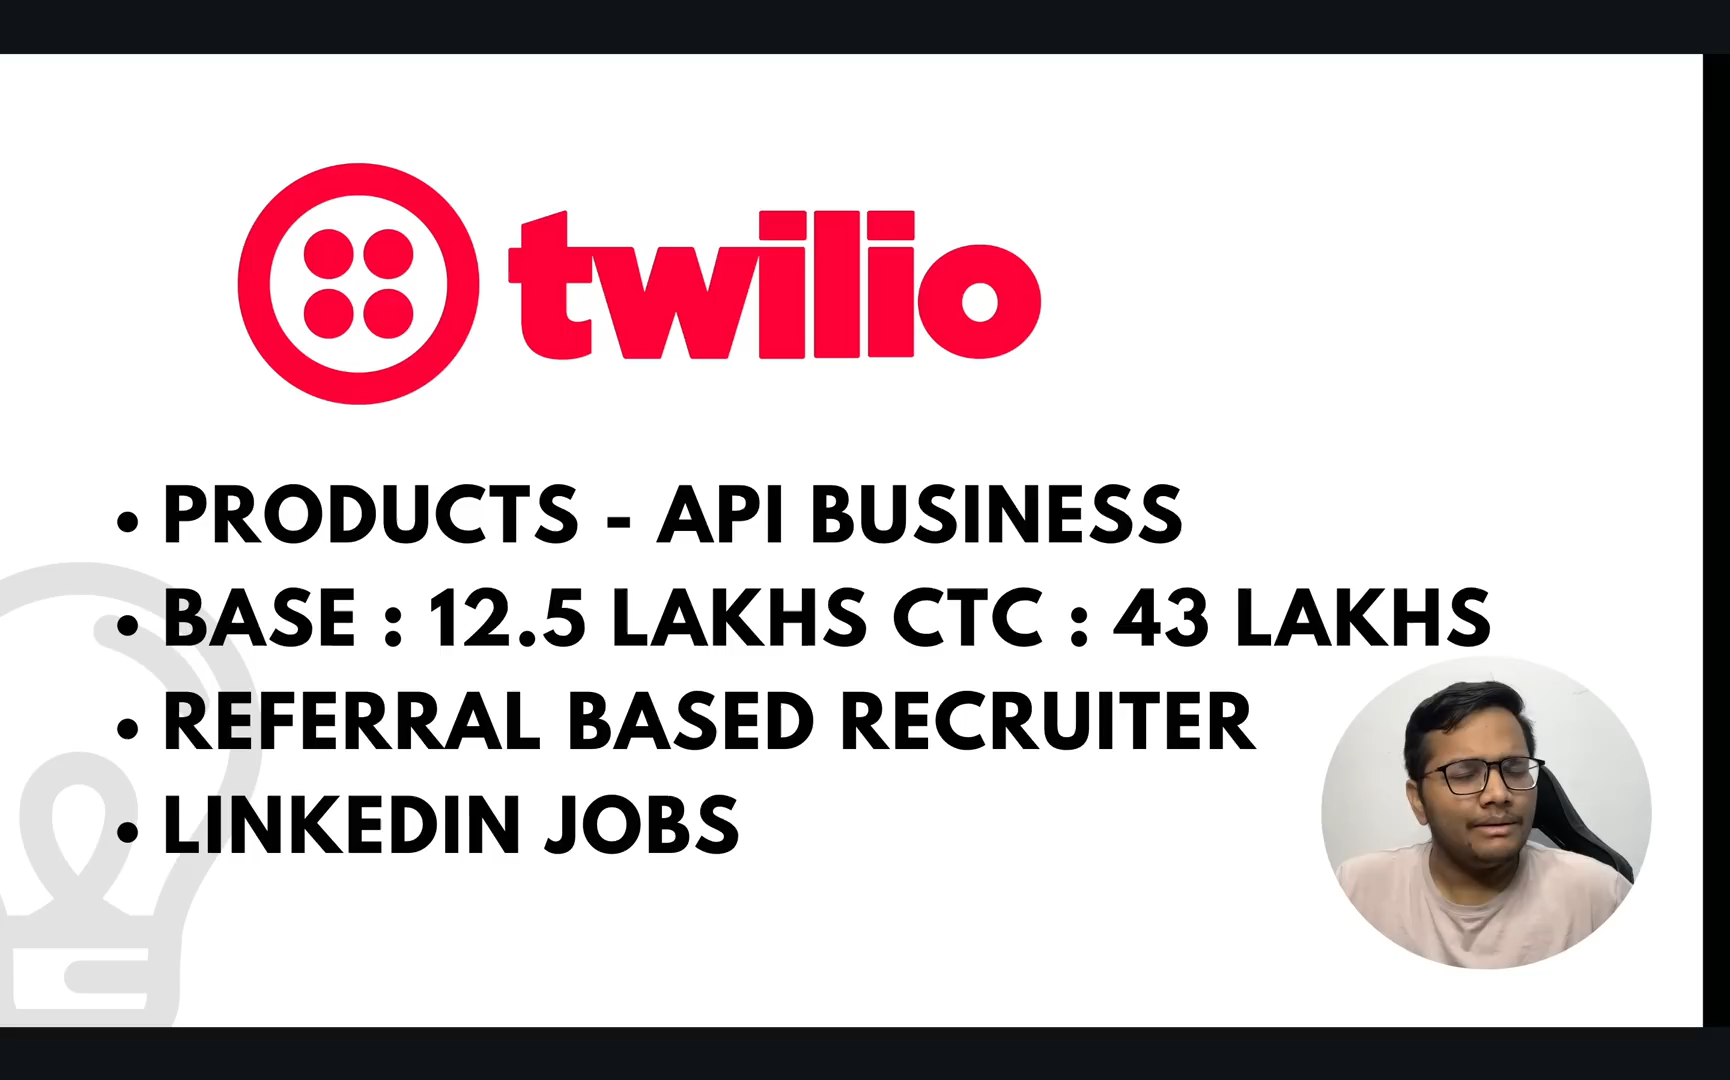 twilio
• PRODUCTS - API BUSINESS
• BASE : 12.5 LAKHS CTC : 43 LAKHS
• REFERRAL BASED RECRUITER
• LINKEDIN JOBS